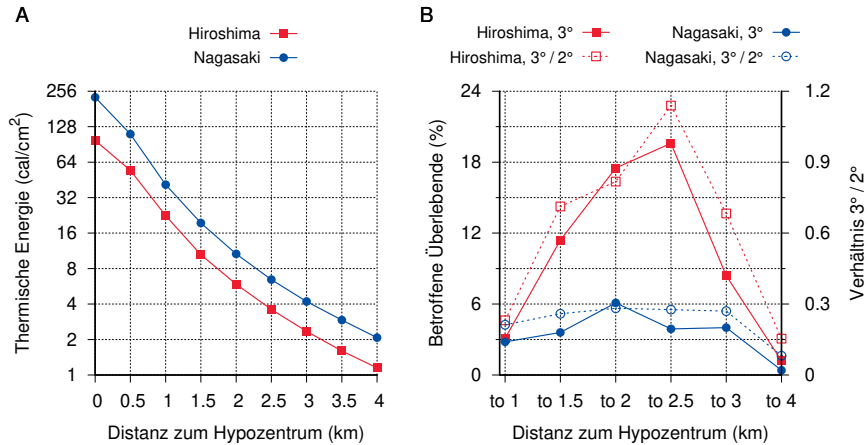 A
Hiroshima
Nagasaki
Thermische Energie (cal/cm²)
256
128
64
32
16
8
4
2
1
0 0.5 1 1.5 2 2.5 3 3.5 4
Distanz zum Hypozentrum (km)
B
Hiroshima, 3° Nagasaki, 3°
Hiroshima, 3° / 2° Nagasaki, 3° / 2°
Betroffene Überlebende (%)
24
18
12
6
0
1.2
0.9
0.6
0.3
0
Verhältnis 3° / 2°
to 1 to 1.5 to 2 to 2.5 to 3 to 4
Distanz zum Hypozentrum (km)